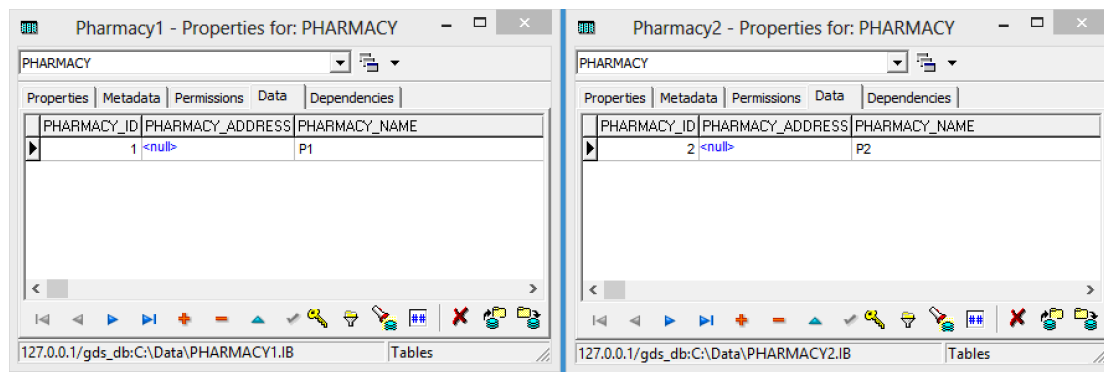 Pharmacy1 - Properties for: PHARMACY
PHARMACY
Properties Metadata Permissions Data Dependencies
PHARMACY_ID PHARMACY_ADDRESS PHARMACY_NAME
1 <null> P1
##
127.0.0.1/gds_db:C:\Data\PHARMACY1.IB Tables
Pharmacy2 - Properties for: PHARMACY
PHARMACY
Properties Metadata Permissions Data Dependencies
PHARMACY_ID PHARMACY_ADDRESS PHARMACY_NAME
2 <null> P2
##
127.0.0.1/gds_db:C:\Data\PHARMACY2.IB Tables